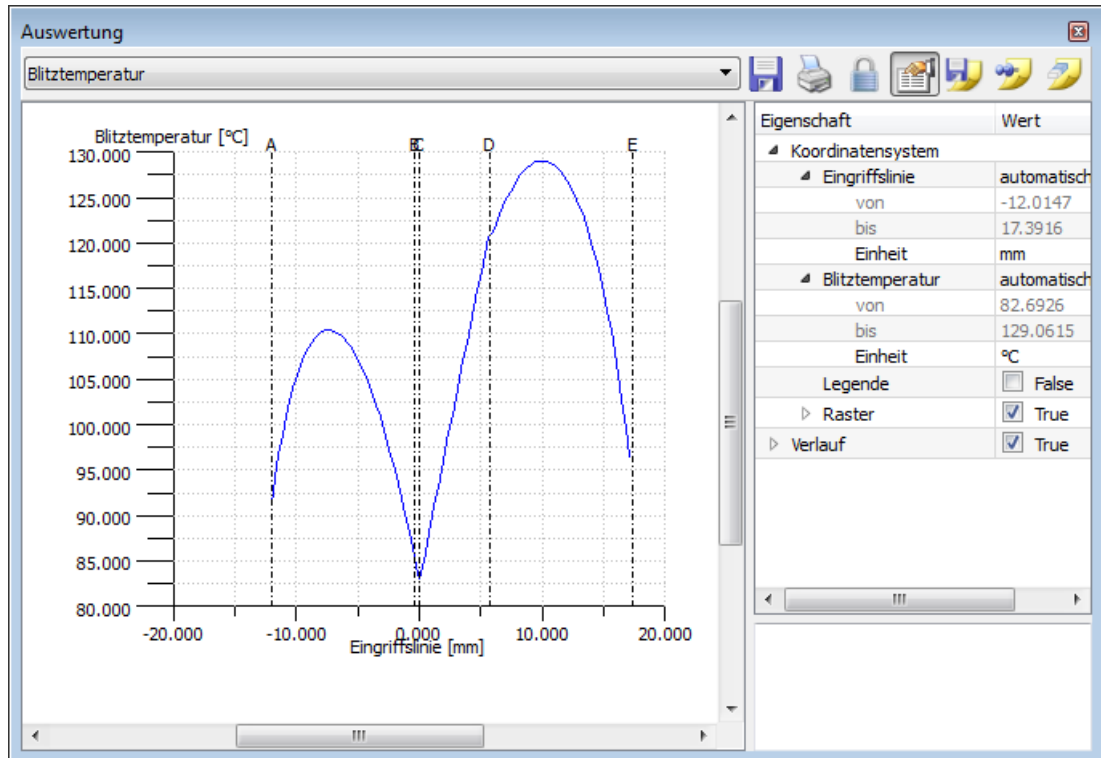 Auswertung
Blitztemperatur
Blitztemperatur [°C]
A
B
C
D
E
130.000
125.000
120.000
115.000
110.000
105.000
100.000
95.000
90.000
85.000
80.000
-20.000
-10.000
0.000
10.000
20.000
Eingriffslinie [mm]
Eigenschaft Wert
Koordinatensystem
Eingriffslinie automatisch
von -12.0147
bis 17.3916
Einheit mm
Blitztemperatur automatisch
von 82.6926
bis 129.0615
Einheit °C
Legende False
Raster True
Verlauf True